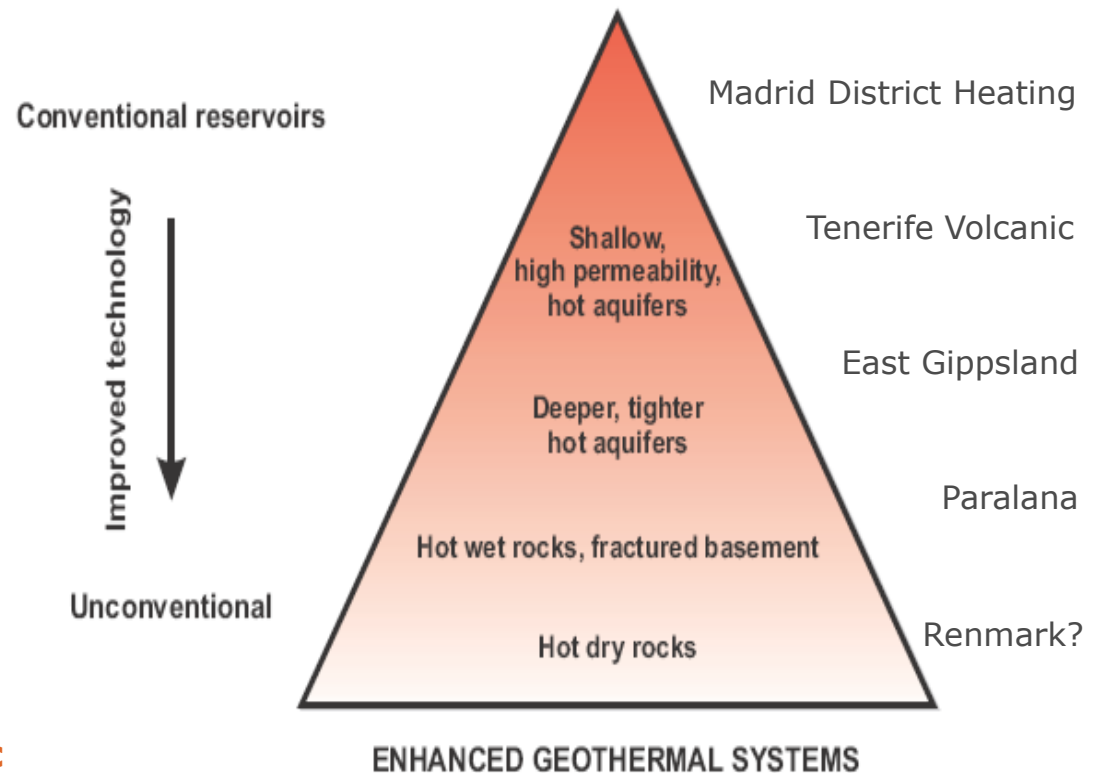 Madrid District Heating
Conventional reservoirs
Improved technology
Tenerife Volcanic
Shallow,
high permeability,
hot aquifers
East Gippsland
Deeper, tighter
hot aquifers
Paralana
Hot wet rocks, fractured basement
Unconventional
Renmark?
Hot dry rocks
ENHANCED GEOTHERMAL SYSTEMS